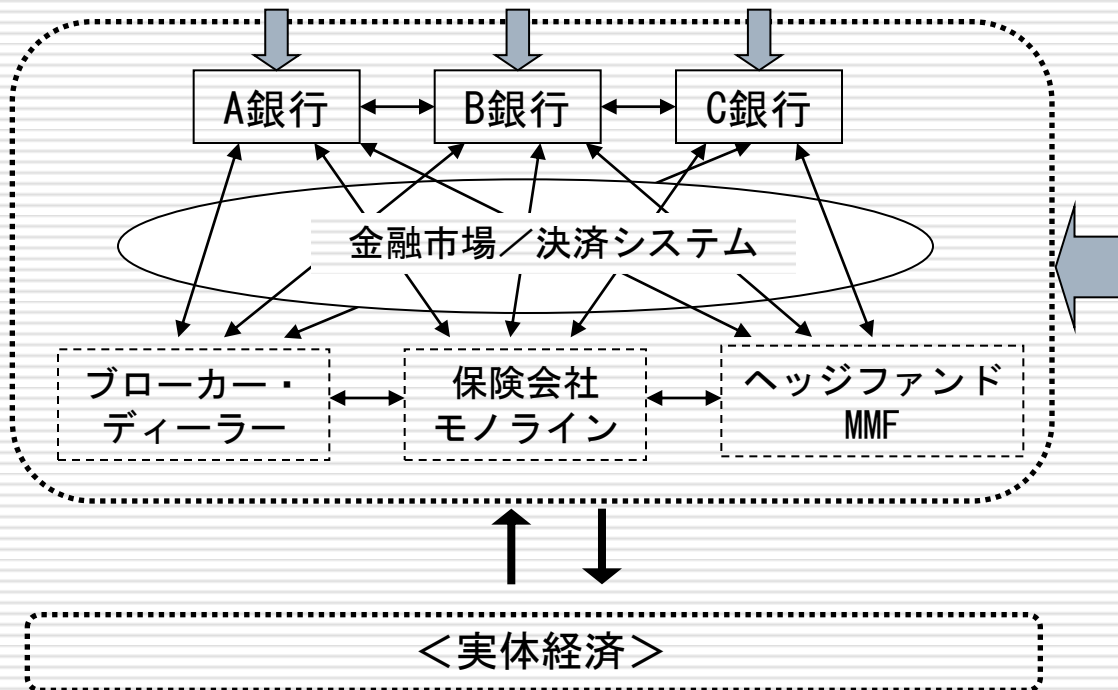 A銀行
B銀行
C銀行
金融市場／決済システム
ブローカー・
ディーラー
保険会社
モノライン
ヘッジファンド
MMF
＜実体経済＞